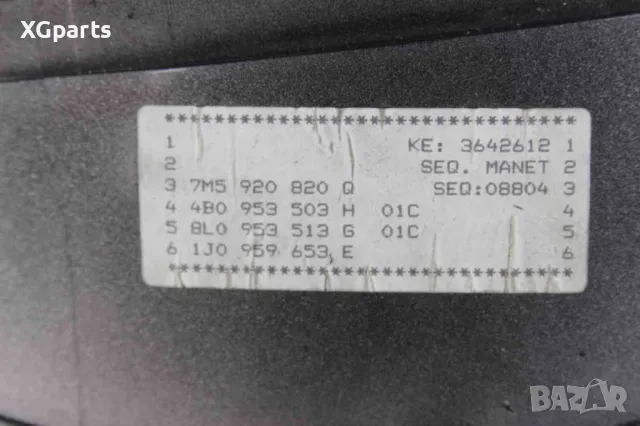 XGparts
********************************
1 KE: 3642612 1
2 SEQ. MANET 2
3 7M5 920 820 Q SEQ:08804 3
4 4B0 953 503 H 01C 4
5 8L0 953 513 G 01C 5
6 1J0 959 653 E 6
********************************
BAZAR